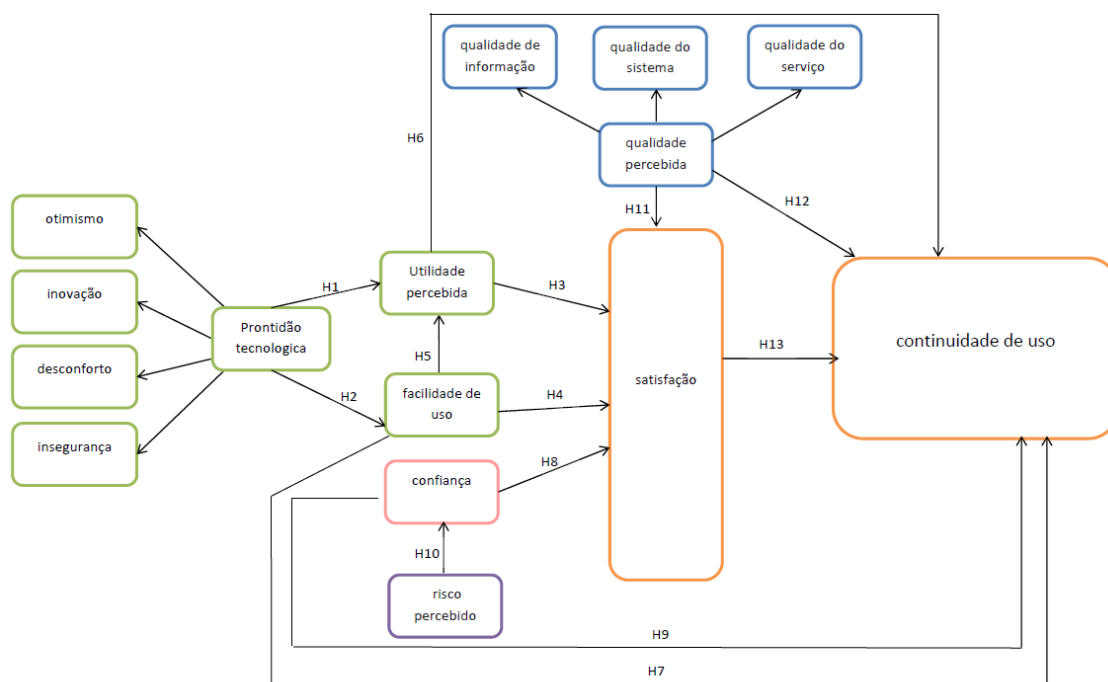 qualidade de
informação
qualidade do
sistema
qualidade do
serviço
H6
qualidade
percebida
H11
H12
otimismo
inovação
desconforto
insegurança
Prontidão
tecnologica
H1
H2
Utilidade
percebida
H3
H5
facilidade de
uso
H4
confiança
H8
H10
risco
percebido
satisfação
H13
continuidade de uso
H9
H7